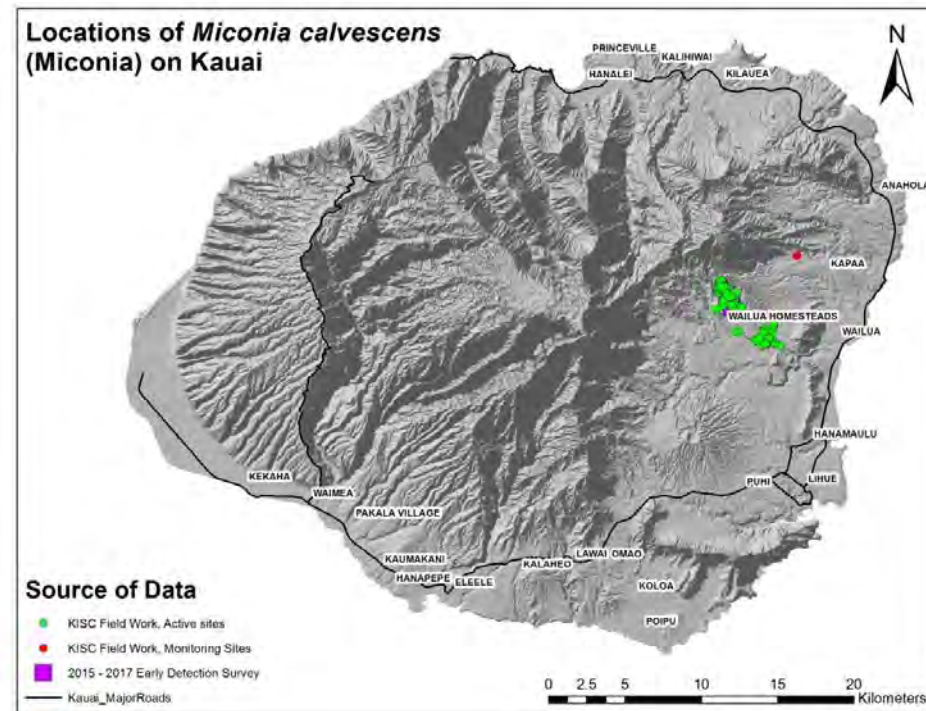 Locations of Miconia calvescens
(Miconia) on Kauai
N
PRINCEVILLE
KALIHIWAI
HANALEI
KILAUEA
ANAHOLA
KAPAA
WAILUA HOMESTEADS
WAILUA
HANAMAULU
LIHUE
PUHI
KEKAHA
WAIMEA
PAKALA VILLAGE
KAUMAKANI
HANAPEPE
ELEELE
KALAHEO
LAWAI
OMAO
KOLOA
POIPU
Source of Data
KISC Field Work, Active sites
KISC Field Work, Monitoring Sites
2015 - 2017 Early Detection Survey
Kauai_MajorRoads
0 2.5 5 10 15 20
Kilometers